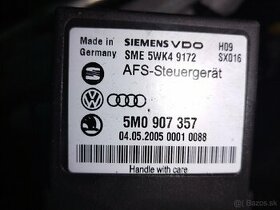 Made in SIEMENS VDO H09
SME 5WK4 9172 SX016
AFS-Steuergerät
5M0 907 357
04.05.2005 0001 0088
Handle with care
bazos.sk